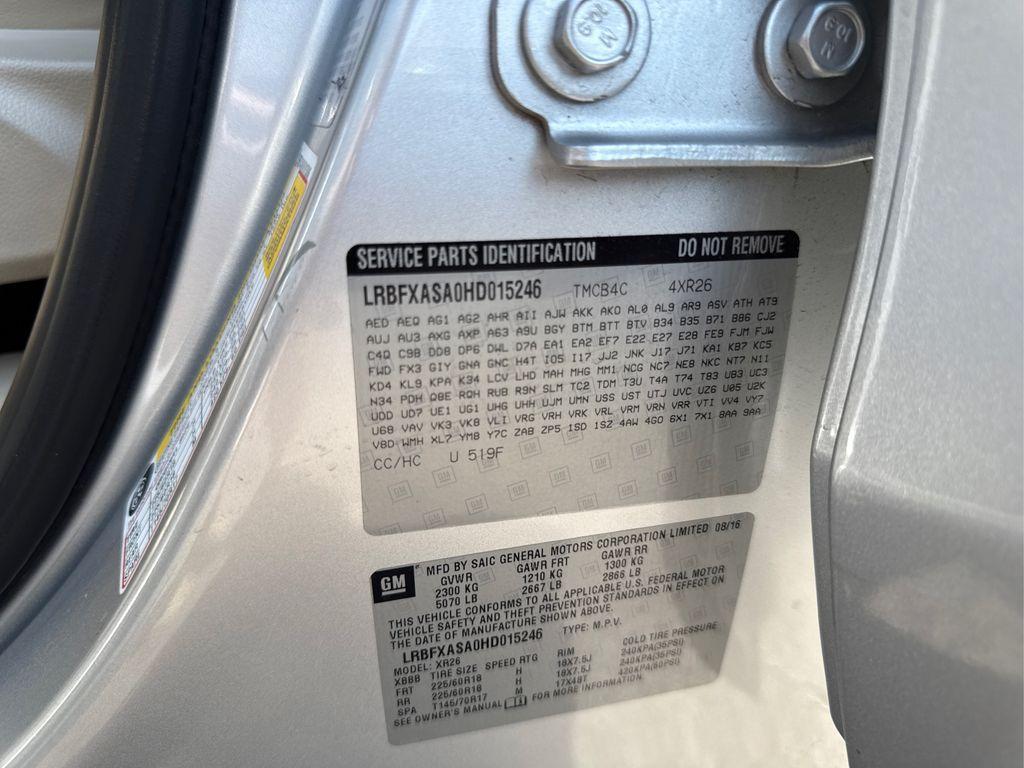 10.9
M
10.9
M
SERVICE PARTS IDENTIFICATION DO NOT REMOVE
LRBFXASA0HD015246 TMCB4C 4XR26
AED AEQ AG1 AG2 AHR AII AJW AKK AKO AL0 AL9 AR9 ASV ATH AT9
AUJ AU3 AXG AXP A63 A9U BGY BTM BTT BTV B34 B35 B71 BB6 CJ2
C4Q C9B DD8 DP6 DWL D7A EA1 EA2 EF7 E22 E27 E28 FE9 FJM FJW
FWD FX3 GIY GNA GNC H4T IO5 I17 JJ2 JNK J17 J71 KA1 KB7 KC5
KD4 KL9 KPA K34 LCV LHD MAH MHG MM1 NCG NC7 NE8 NKC NT7 N11
N34 PDH Q8E RQH RUB R9N SLM TC2 TDM T3U T4A T74 T83 UB3 UC3
UDD UD7 UE1 UG1 UHG UHH UJM UMN USS UST UTJ UVC UZ6 U05 U2K
U68 VAV VK3 VK8 VLI VRG VRH VRK VRL VRM VRN VRR VTI VV4 VY7
V8D WMH XL7 YM8 Y7C ZAB ZP5 1SD 1SZ 4AW 4G0 6X1 7X1 8AA 9AA
CC/HC U 519F
GM MFD BY SAIC GENERAL MOTORS CORPORATION LIMITED 08/16
GVWR GAWR FRT GAWR RR
2300 KG 1210 KG 1300 KG
5070 LB 2667 LB 2866 LB
THIS VEHICLE CONFORMS TO ALL APPLICABLE U.S. FEDERAL MOTOR
VEHICLE SAFETY AND THEFT PREVENTION STANDARDS IN EFFECT ON
THE DATE OF MANUFACTURE SHOWN ABOVE.
LRBFXASA0HD015246 TYPE: M.P.V.
MODEL: XR26
XBBB TIRE SIZE SPEED RTG RIM COLD TIRE PRESSURE
FRT 225/60R18 H 18X7.5J 240KPA(35PSI)
RR 225/60R18 H 18X7.5J 240KPA(35PSI)
SPA T145/70R17 M 17X4BT 420KPA(60PSI)
SEE OWNER'S MANUAL FOR MORE INFORMATION.